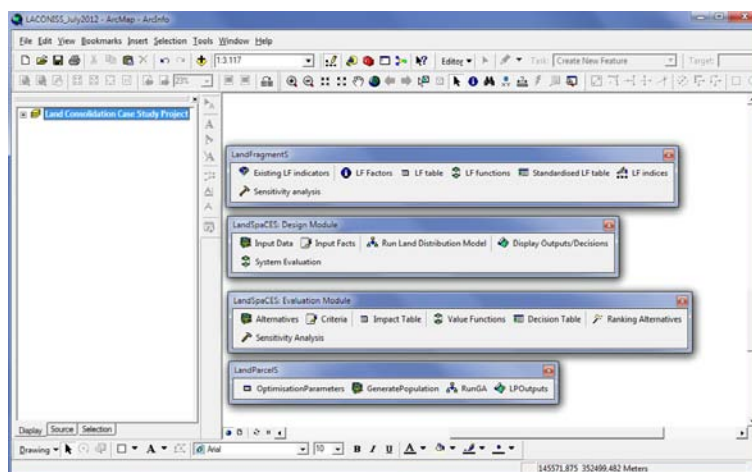 LACONISS_July2012 - ArcMap - ArcInfo
File Edit View Bookmarks Insert Selection Tools Window Help
1:3.117 Editor Task: Create New Feature Target:
23%
Land Consolidation Case Study Project
LandFragmentS
Existing LF indicators LF Factors LF table LF functions Standardised LF table LF indices
Sensitivity analysis
LandSpaCES: Design Module
Input Data Input Facts Run Land Distribution Model Display Outputs/Decisions
System Evaluation
LandSpaCES: Evaluation Module
Alternatives Criteria Impact Table Value Functions Decision Table Ranking Alternatives
Sensitivity Analysis
LandParcelS
OptimisationParameters GeneratePopulation RunGA LPOutputs
Display Source Selection
Drawing A Arial 10 B I U A
145571,875 352499,482 Meters